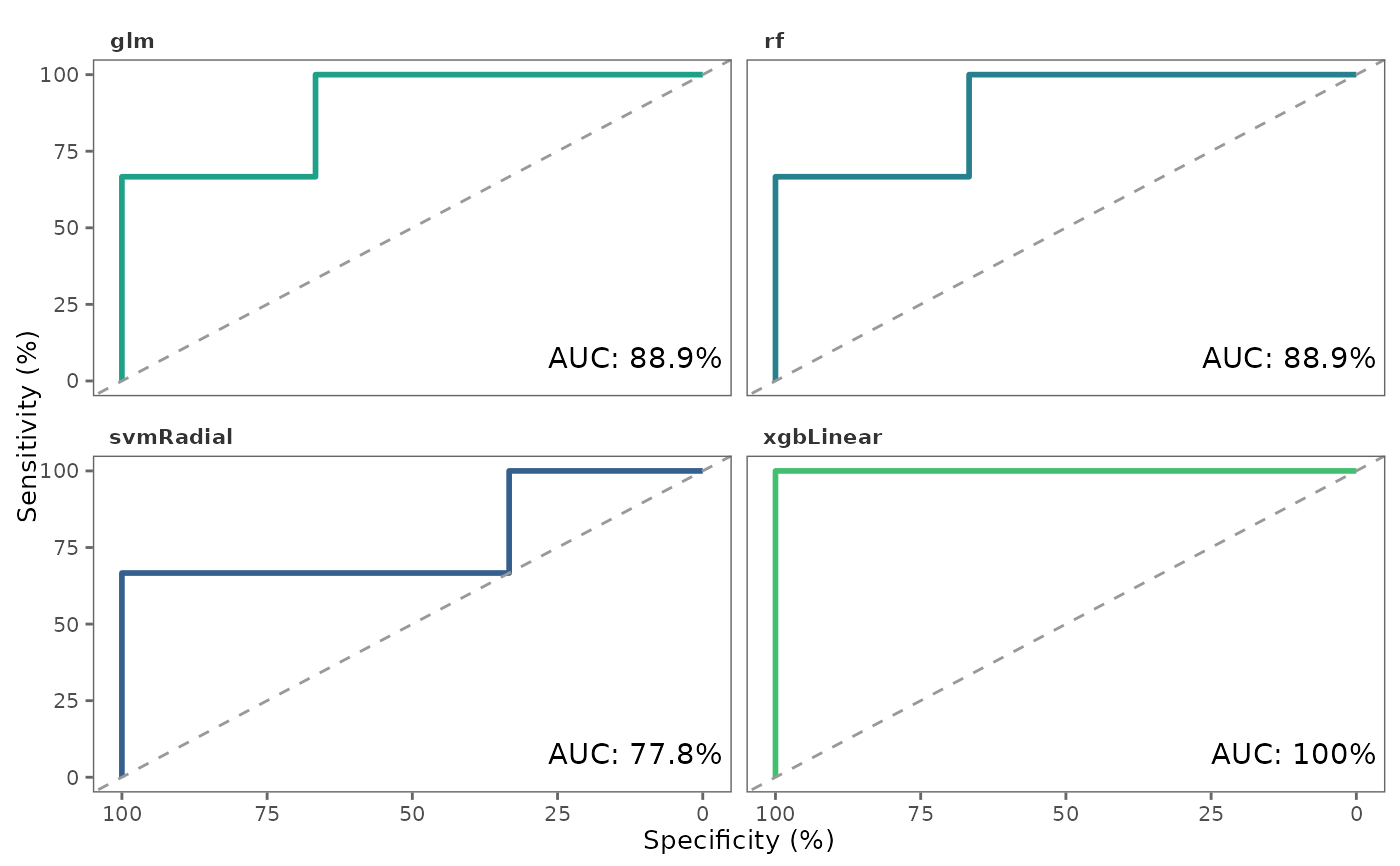 glm
rf
100
75
50
25
0
AUC: 88.9%
AUC: 88.9%
Sensitivity (%)
svmRadial
xgbLinear
100
75
50
25
0
AUC: 77.8%
AUC: 100%
100 75 50 25 0 100 75 50 25 0
Specificity (%)